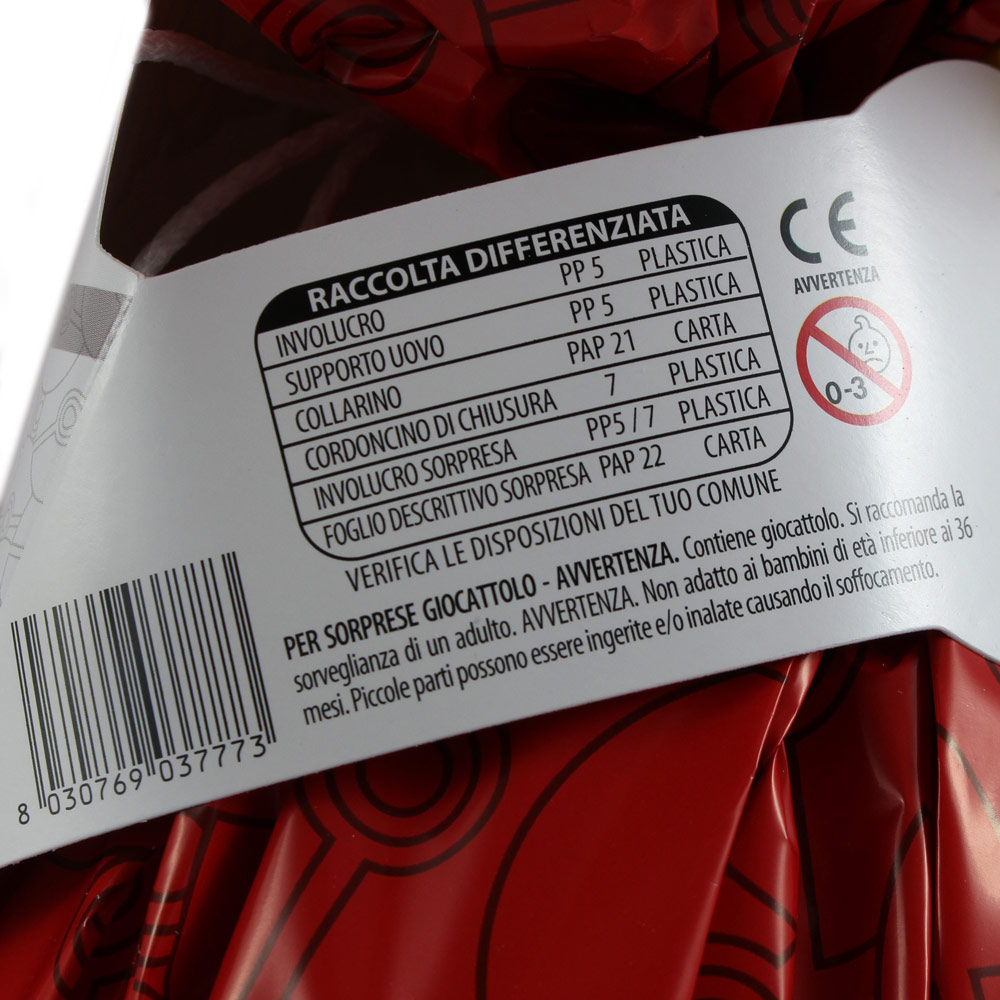 RACCOLTA DIFFERENZIATA
INVOLUCRO PP 5 PLASTICA
SUPPORTO UOVO PP 5 PLASTICA
COLLARINO PAP 21 CARTA
CORDONCINO DI CHIUSURA 7 PLASTICA
INVOLUCRO SORPRESA PP5 / 7 PLASTICA
FOGLIO DESCRITTIVO SORPRESA PAP 22 CARTA
VERIFICA LE DISPOSIZIONI DEL TUO COMUNE
CE
AVVERTENZA
0-3
PER SORPRESE GIOCATTOLO - AVVERTENZA. Contiene giocattolo. Si raccomanda la
sorveglianza di un adulto. AVVERTENZA. Non adatto ai bambini di età inferiore ai 36
mesi. Piccole parti possono essere ingerite e/o inalate causando il soffocamento.
8 030769 037773